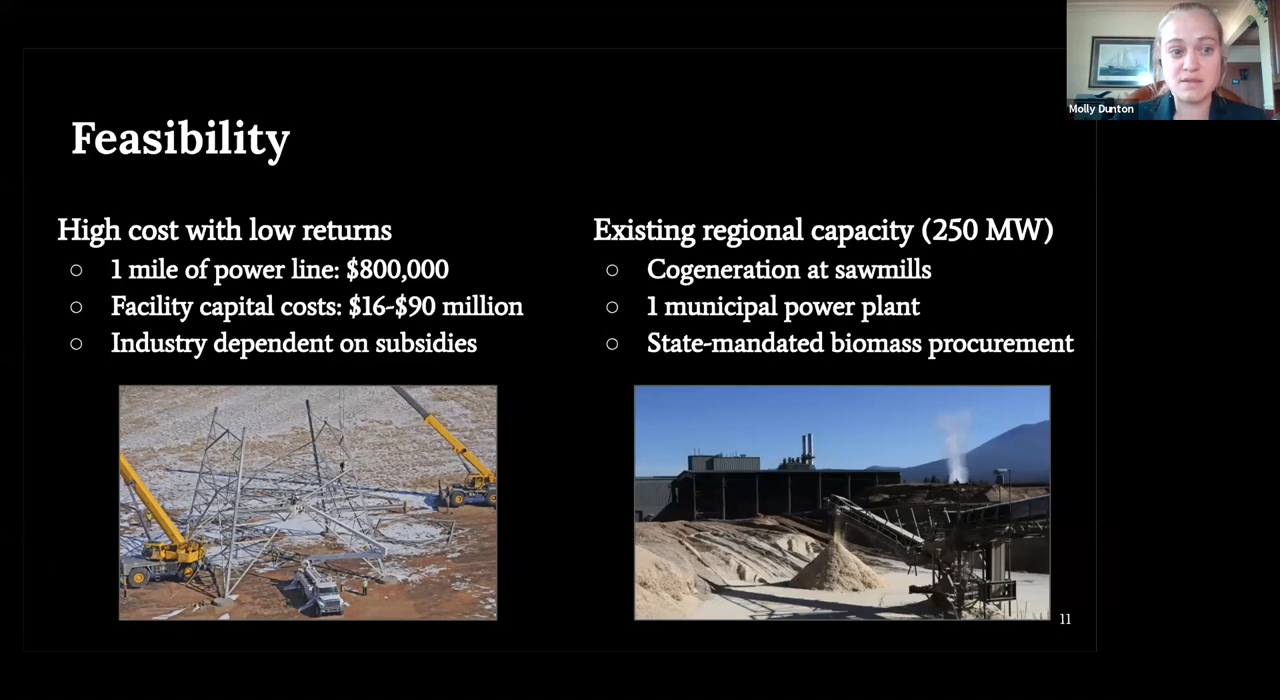 Molly Dunton
Feasibility
High cost with low returns
○ 1 mile of power line: $800,000
○ Facility capital costs: $16-$90 million
○ Industry dependent on subsidies
Existing regional capacity (250 MW)
○ Cogeneration at sawmills
○ 1 municipal power plant
○ State-mandated biomass procurement
11